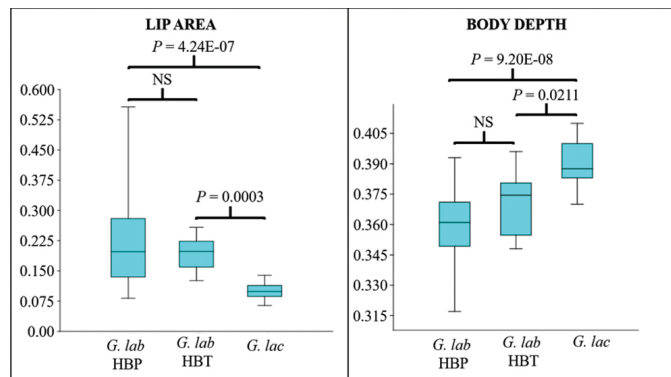 LIP AREA
P = 4.24E-07
NS
P = 0.0003
0.600
0.525
0.450
0.375
0.300
0.225
0.150
0.075
0.00
G. lab HBP
G. lab HBT
G. lac
BODY DEPTH
P = 9.20E-08
P = 0.0211
NS
0.405
0.390
0.375
0.360
0.345
0.330
0.315
G. lab HBP
G. lab HBT
G. lac